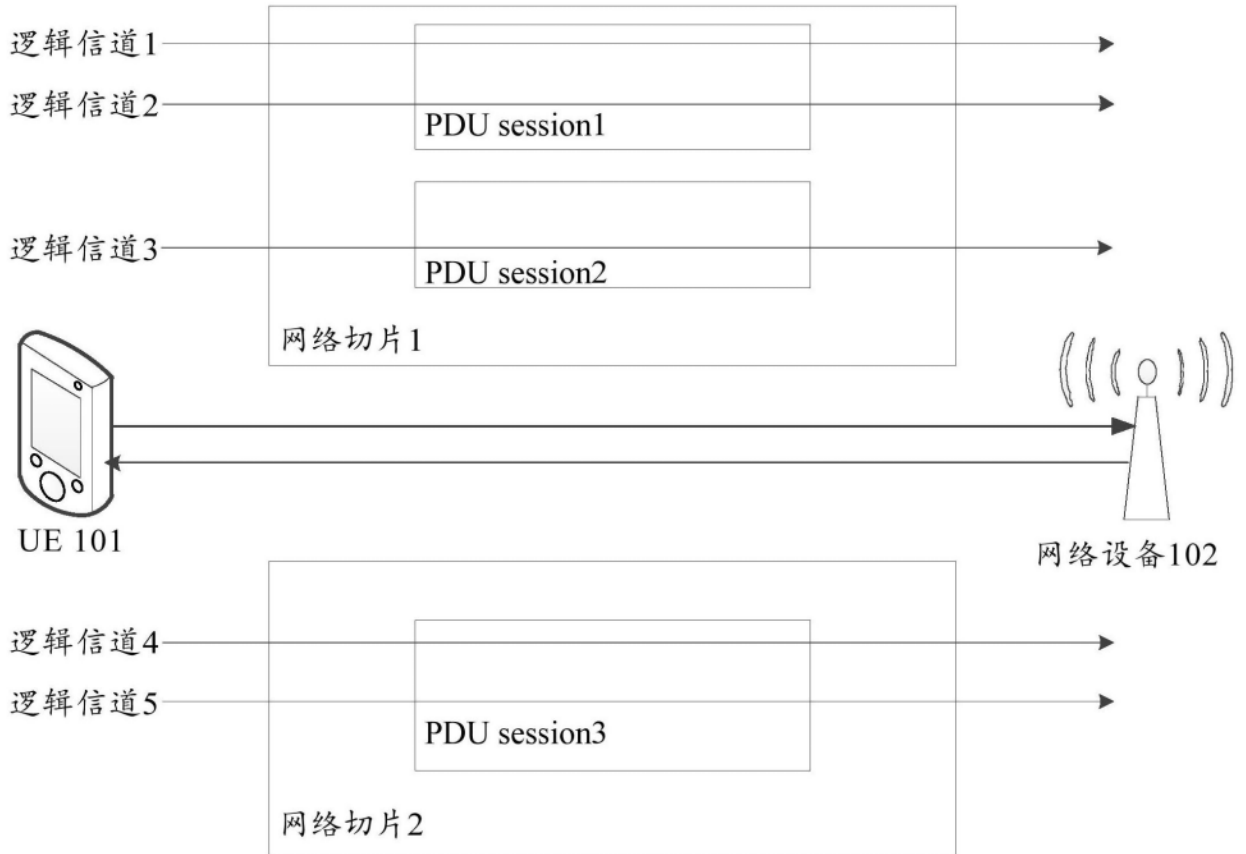 逻辑信道1
逻辑信道2
PDU session1
逻辑信道3
PDU session2
网络切片1
UE 101
网络设备102
逻辑信道4
逻辑信道5
PDU session3
网络切片2